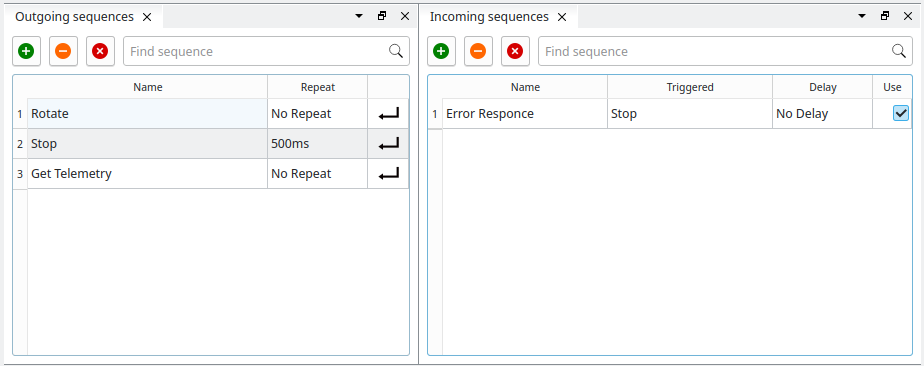 Outgoing sequences
Find sequence
Name Repeat
1 Rotate No Repeat
2 Stop 500ms
3 Get Telemetry No Repeat
Incoming sequences
Find sequence
Name Triggered Delay Use
1 Error Responce Stop No Delay